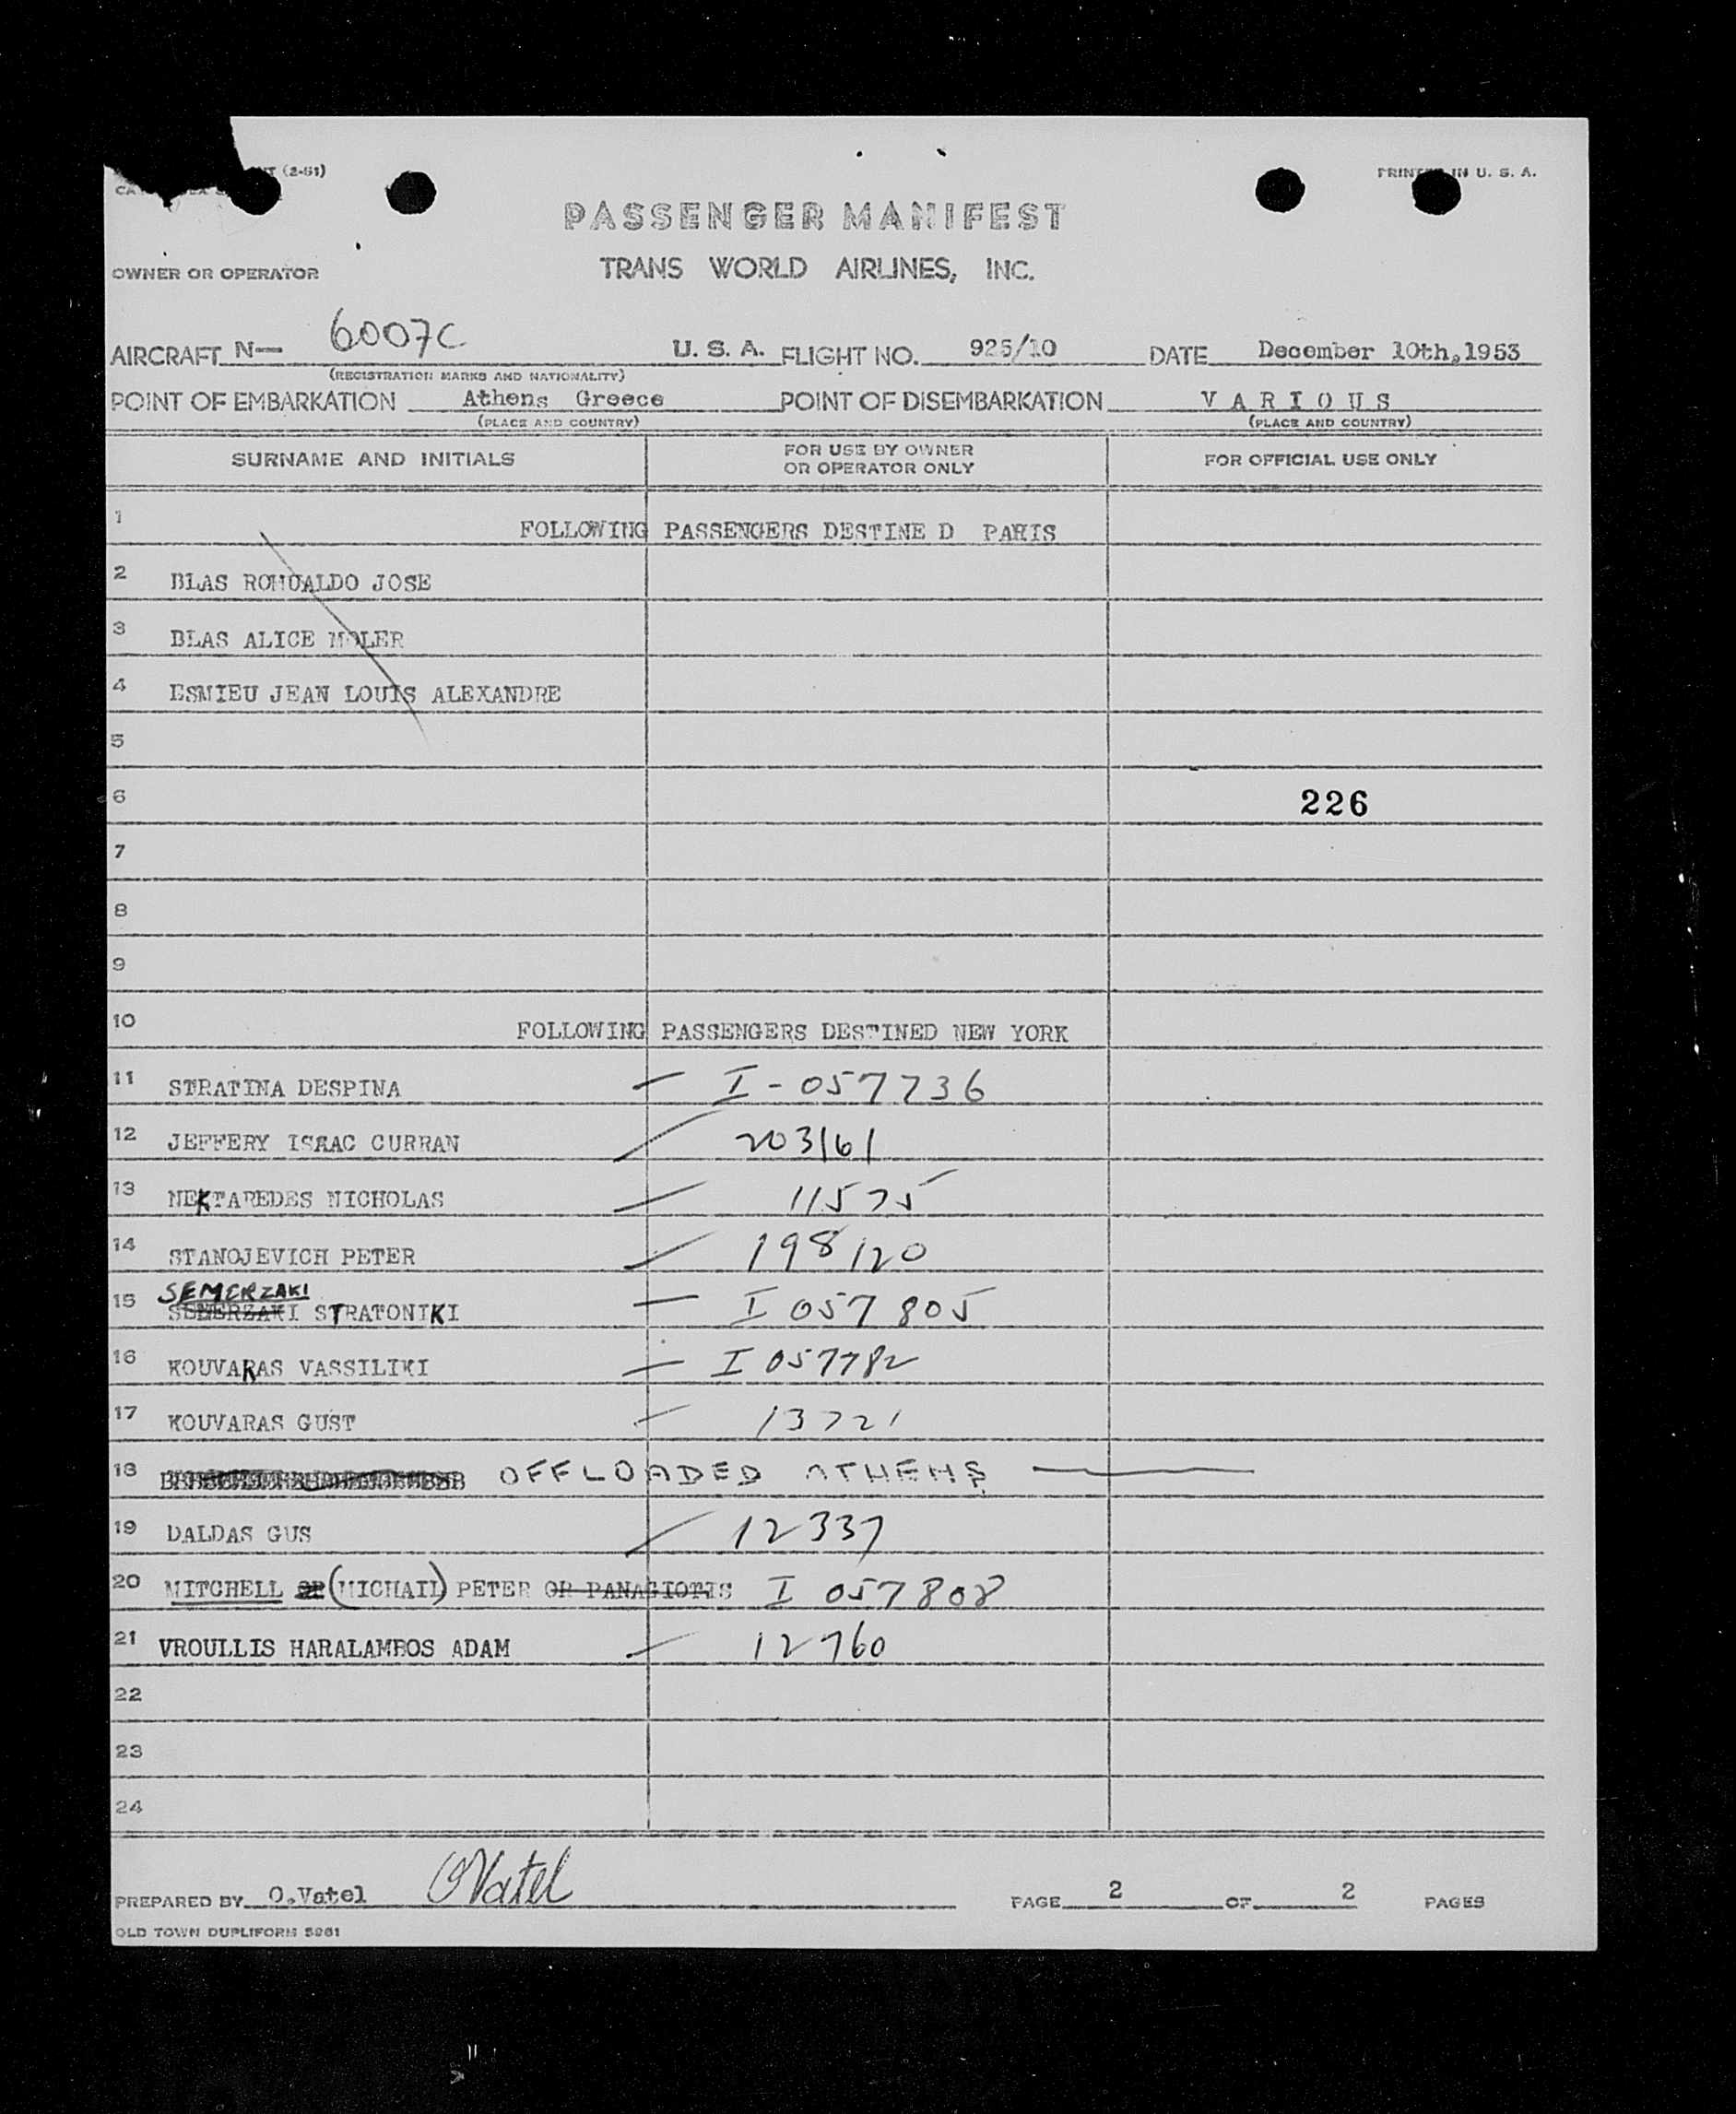 (2-51)
PRINTED IN U. S. A.
PASSENGER MANIFEST
OWNER OR OPERATOR TRANS WORLD AIRLINES, INC.
AIRCRAFT N— 6007C U. S. A. FLIGHT NO. 925/10 DATE December 10th,1953
(REGISTRATION MARKS AND NATIONALITY)
POINT OF EMBARKATION Athens Greece POINT OF DISEMBARKATION V A R I O U S
(PLACE AND COUNTRY) (PLACE AND COUNTRY)
SURNAME AND INITIALS FOR USE BY OWNER OR OPERATOR ONLY FOR OFFICIAL USE ONLY
1 FOLLOWING PASSENGERS DESTINE D PARIS
2 BLAS ROMUALDO JOSE
3 BLAS ALICE MOLER
4 ESMIEU JEAN LOUIS ALEXANDRE
5
6 226
7
8
9
10 FOLLOWING PASSENGERS DESTINED NEW YORK
11 STRATINA DESPINA — I - 057736
12 JEFFERY ISAAC CURRAN 203161
13 NEKTAREDES NICHOLAS 11575
14 STANOJEVICH PETER 198120
SEMERZAKI
15 SEMERZAKI STRATONIKI — I 057805
16 KOUVARAS VASSILIKI — I 057782
17 KOUVARAS GUST 13721
18 OFFLOADED ATHENS
19 DALDAS GUS 12337
20 MITCHELL OR (MICHAIL) PETER OR PANAGIOTIS I 057808
21 VROULLIS HARALAMBOS ADAM 12760
22
23
24
PREPARED BY O.Vatel OVatel PAGE 2 OF 2 PAGES
OLD TOWN DUPLIFORM 5961